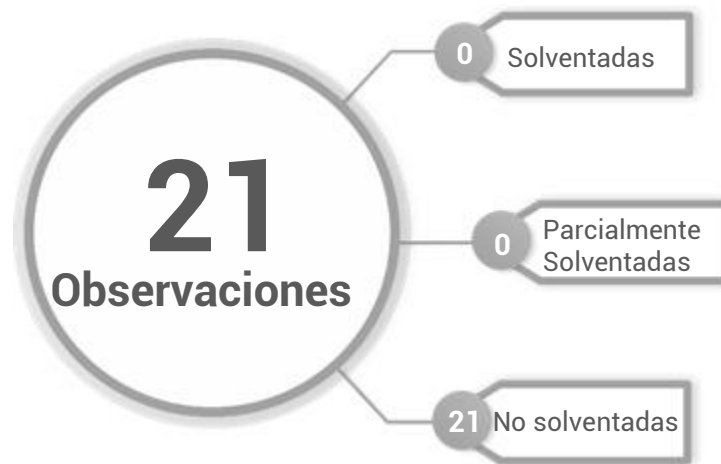 21
Observaciones
0
Solventadas
0
Parcialmente
Solventadas
21
No solventadas